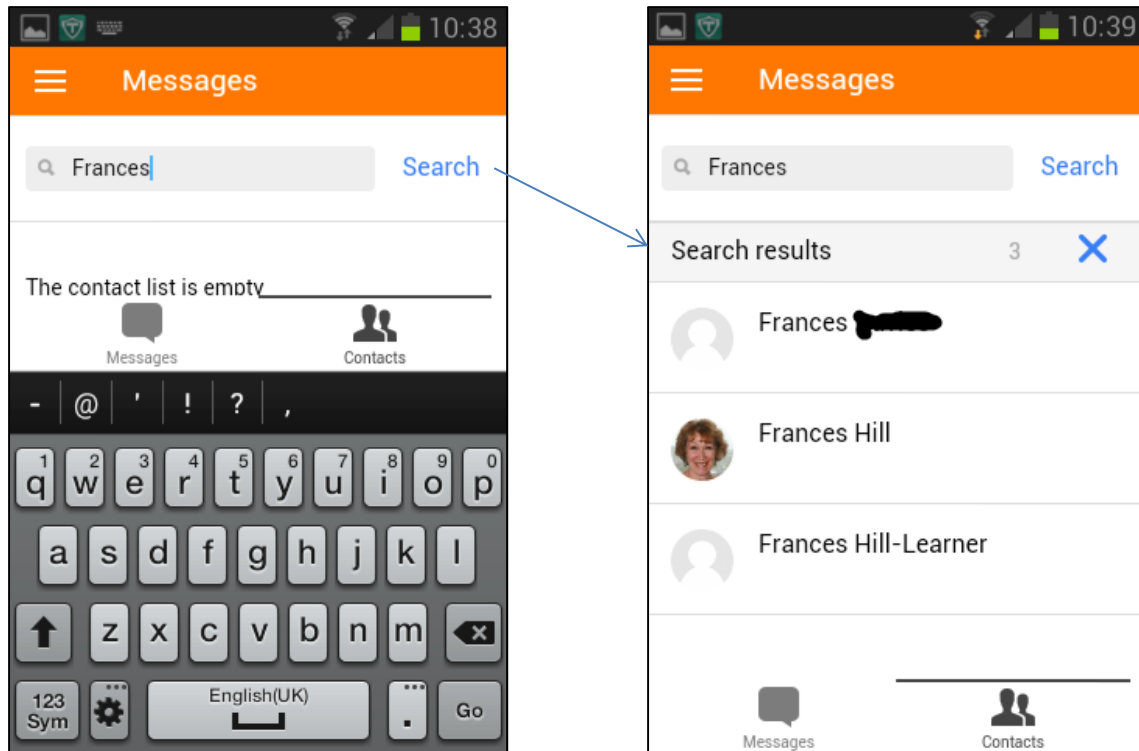 10:38
Messages
Frances Search
The contact list is empty
Messages Contacts
- @ ' ! ? ,
1 2 3 4 5 6 7 8 9 0
q w e r t y u i o p
a s d f g h j k l
z x c v b n m
123 Sym English(UK) . Go
10:39
Messages
Frances Search
Search results 3
Frances
Frances Hill
Frances Hill-Learner
Messages Contacts